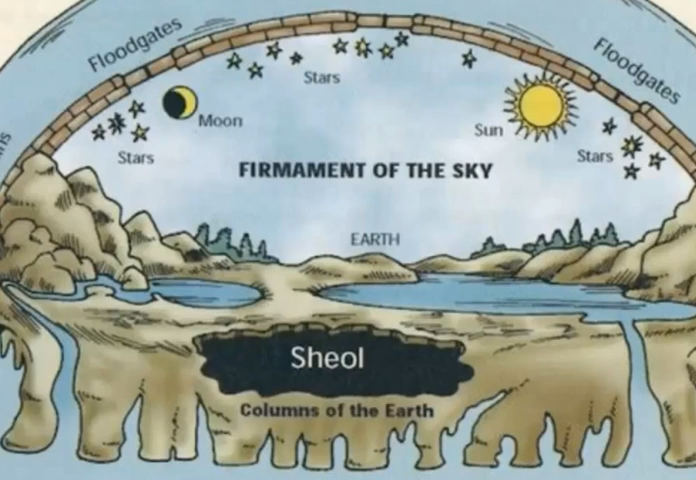 Floodgates
Floodgates
Stars
Moon
Sun
Stars
Stars
FIRMAMENT OF THE SKY
EARTH
Sheol
Columns of the Earth